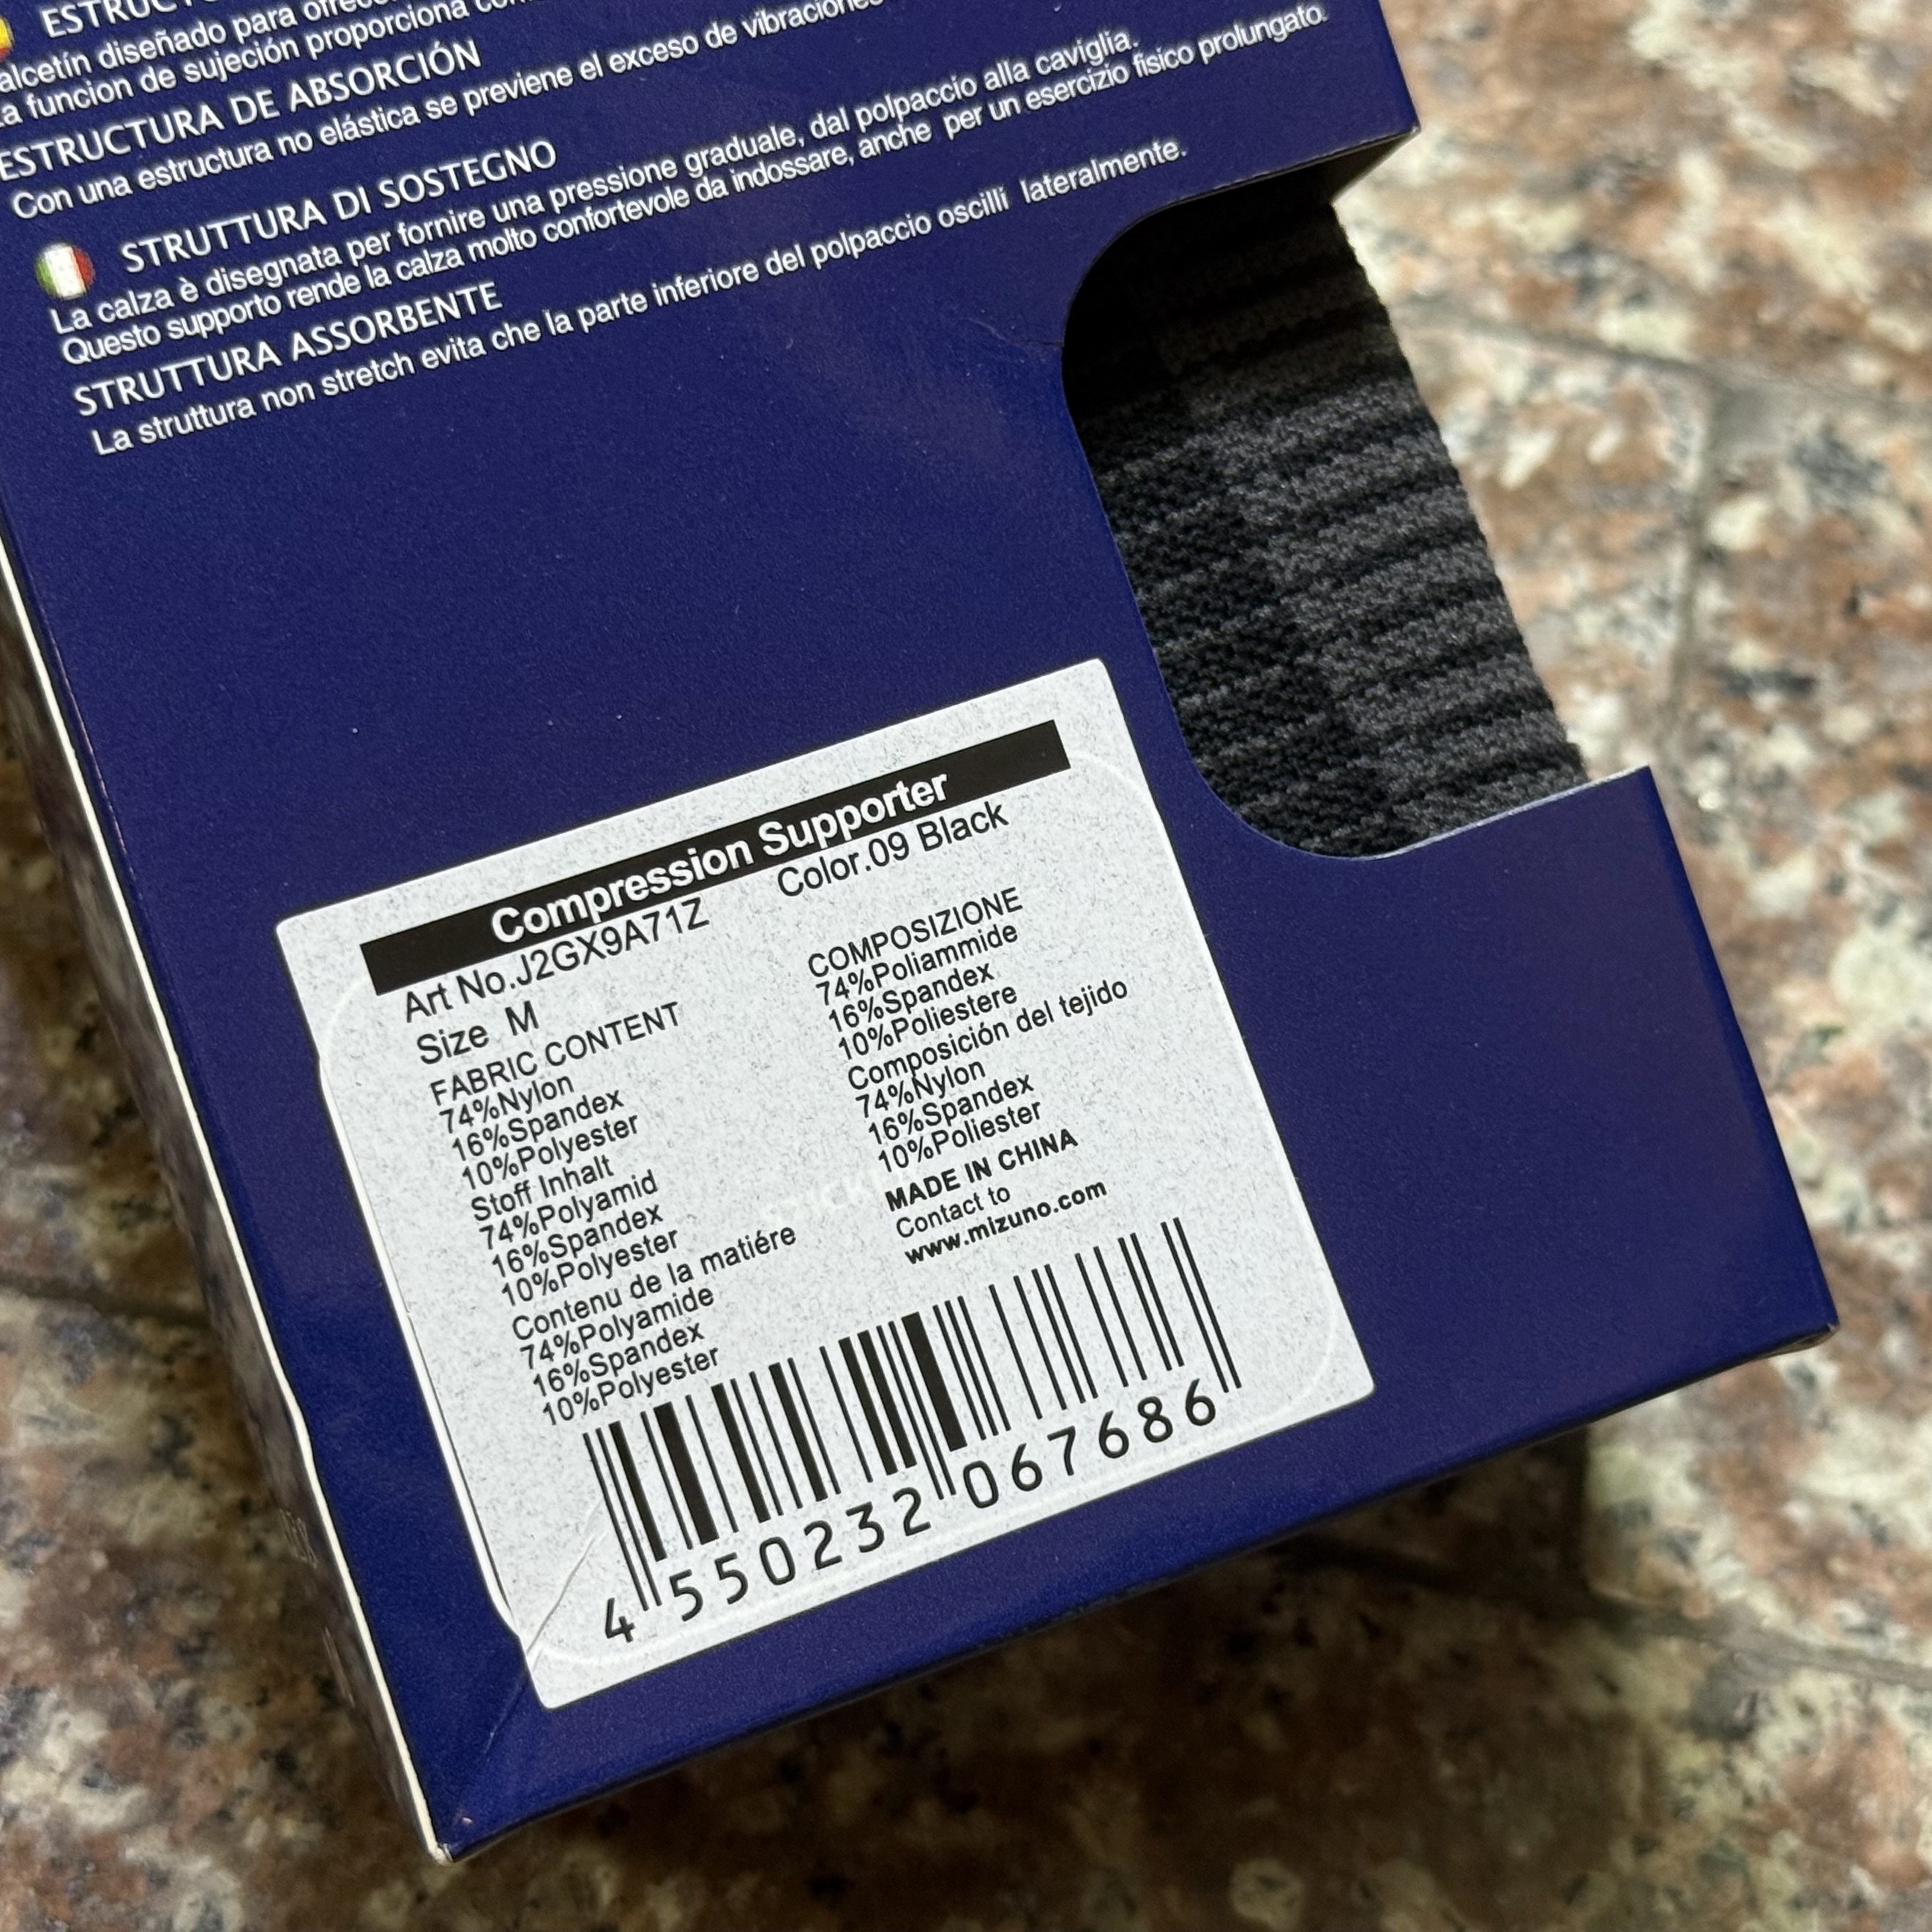 ESTRUCTU
alcetín diseñado para ofrece
La funcion de sujeción proporciona
ESTRUCTURA DE ABSORCIÓN
Con una estructura no elástica se previene el exceso de vibraciones
STRUTTURA DI SOSTEGNO
La calza è disegnata per fornire una pressione graduale, dal polpaccio alla caviglia.
Questo supporto rende la calza molto confortevole da indossare, anche per un esercizio fisico prolungato.
STRUTTURA ASSORBENTE
La struttura non stretch evita che la parte inferiore del polpaccio oscilli lateralmente.
Compression Supporter
Art No.J2GX9A71Z Color.09 Black
Size M
FABRIC CONTENT
74%Nylon
16%Spandex
10%Polyester
Stoff Inhalt
74%Polyamid
16%Spandex
10%Polyester
Contenu de la matiére
74%Polyamide
16%Spandex
10%Polyester
COMPOSIZIONE
74%Poliammide
16%Spandex
10%Poliestere
Composición del tejido
74%Nylon
16%Spandex
10%Poliester
MADE IN CHINA
Contact to
www.mizuno.com
4 550232 067686